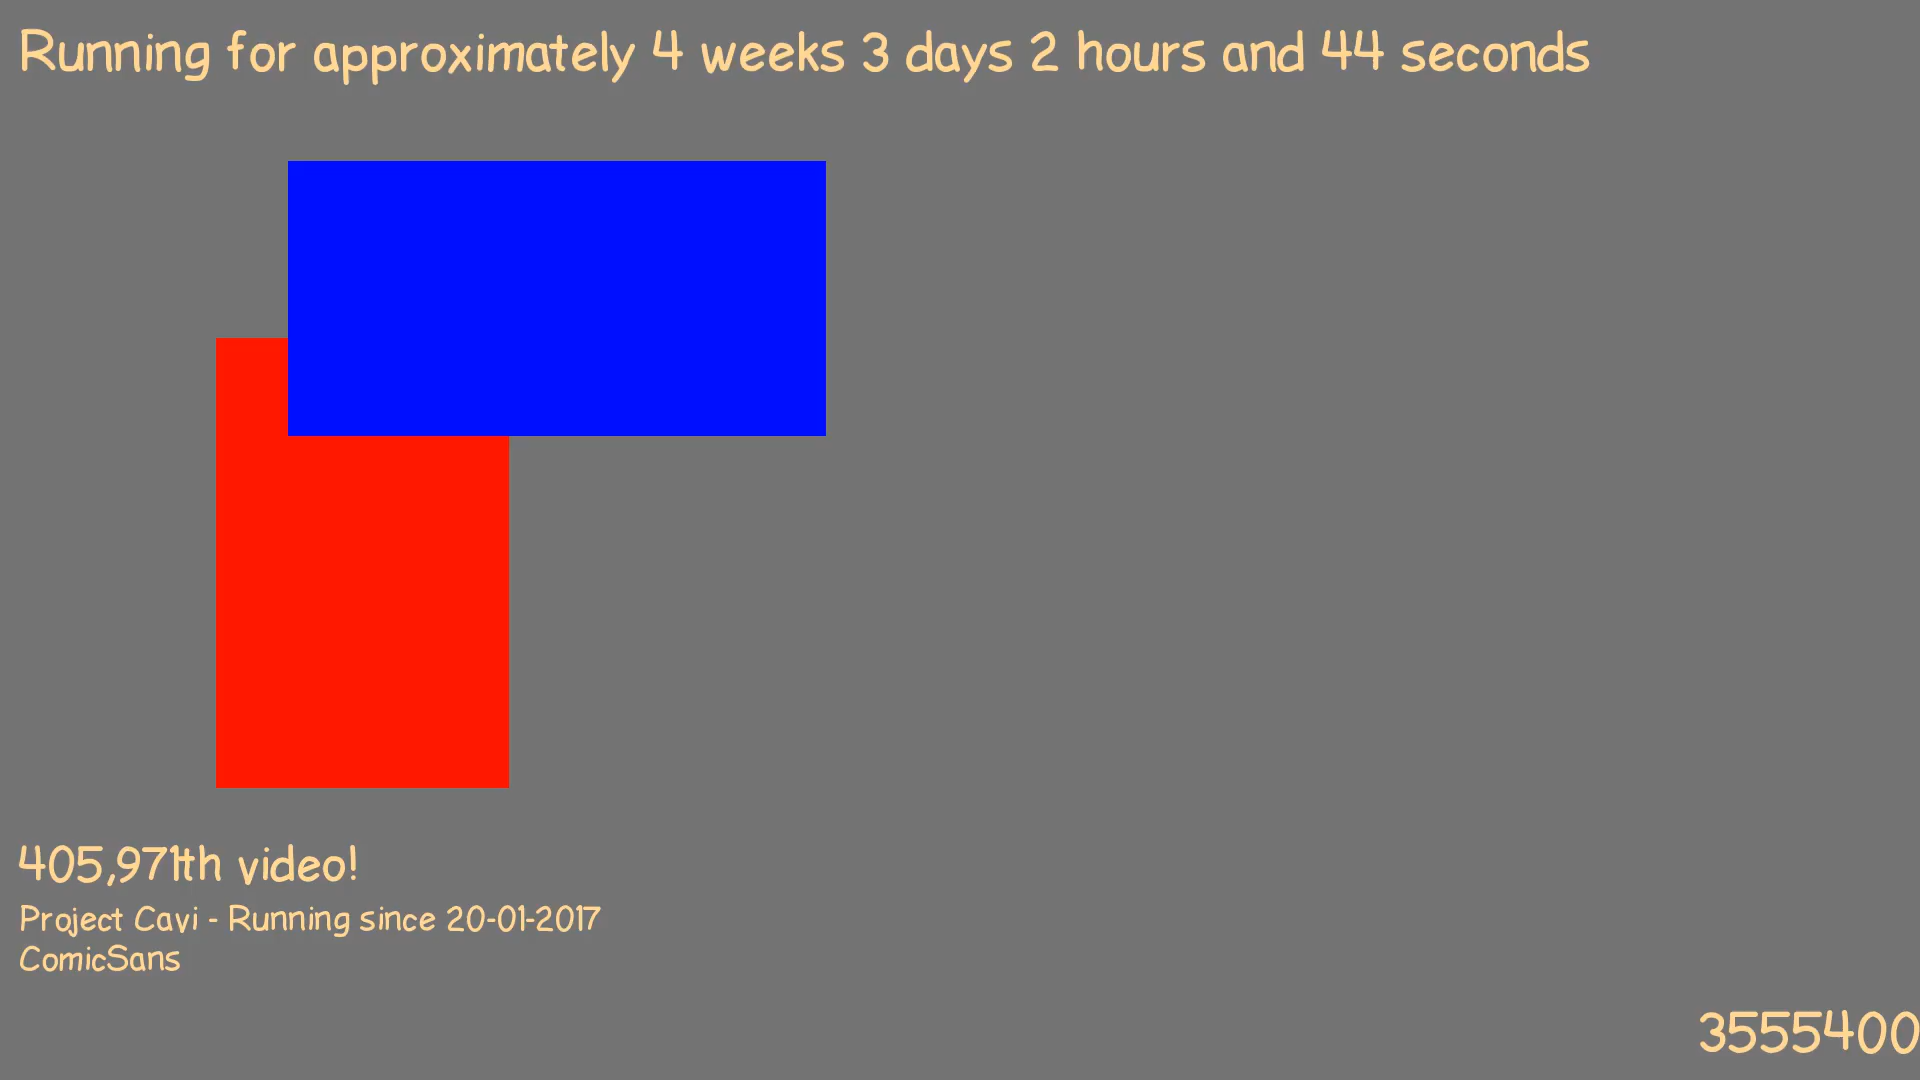 Running for approximately 4 weeks 3 days 2 hours and 44 seconds
405,971th video!
Project Cavi - Running since 20-01-2017
ComicSans
3555400